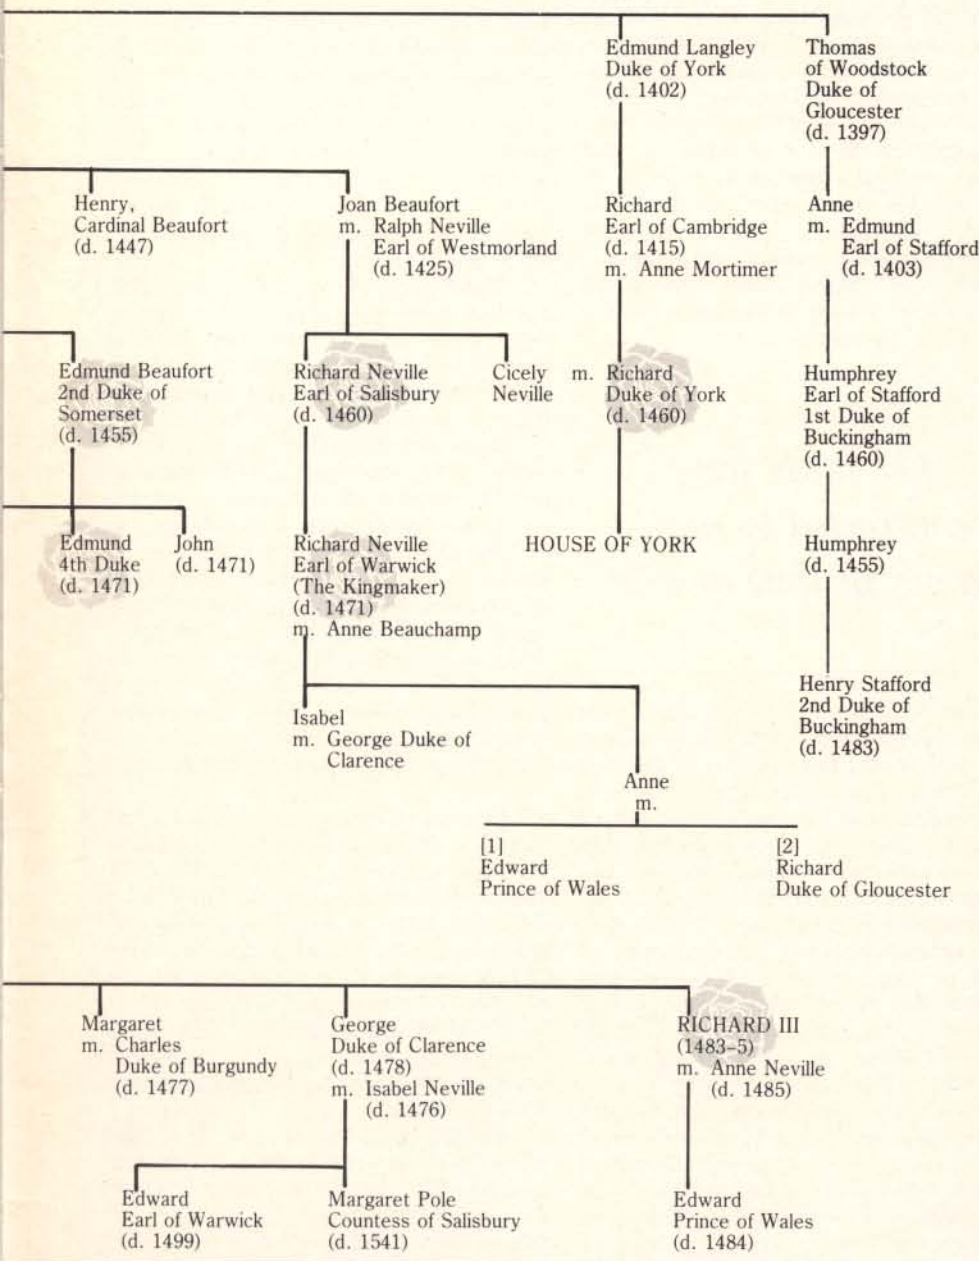 Edmund Langley
Duke of York
(d. 1402)
Thomas
of Woodstock
Duke of
Gloucester
(d. 1397)
Henry,
Cardinal Beaufort
(d. 1447)
Joan Beaufort
m. Ralph Neville
Earl of Westmorland
(d. 1425)
Richard
Earl of Cambridge
(d. 1415)
m. Anne Mortimer
Anne
m. Edmund
Earl of Stafford
(d. 1403)
Edmund Beaufort
2nd Duke of
Somerset
(d. 1455)
Richard Neville
Earl of Salisbury
(d. 1460)
Cicely
Neville
m. Richard
Duke of York
(d. 1460)
Humphrey
Earl of Stafford
1st Duke of
Buckingham
(d. 1460)
Edmund
4th Duke
(d. 1471)
John
(d. 1471)
Richard Neville
Earl of Warwick
(The Kingmaker)
(d. 1471)
m. Anne Beauchamp
HOUSE OF YORK
Humphrey
(d. 1455)
Henry Stafford
2nd Duke of
Buckingham
(d. 1483)
Isabel
m. George Duke of
Clarence
Anne
m.
[1]
Edward
Prince of Wales
[2]
Richard
Duke of Gloucester
Margaret
m. Charles
Duke of Burgundy
(d. 1477)
George
Duke of Clarence
(d. 1478)
m. Isabel Neville
(d. 1476)
RICHARD III
(1483-5)
m. Anne Neville
(d. 1485)
Edward
Earl of Warwick
(d. 1499)
Margaret Pole
Countess of Salisbury
(d. 1541)
Edward
Prince of Wales
(d. 1484)